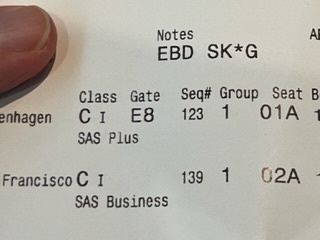 Notes
EBD SK*G
Class Gate Seq# Group Seat
enhagen C I E8 123 1 01A
SAS Plus
Francisco C I 139 1 02A
SAS Business